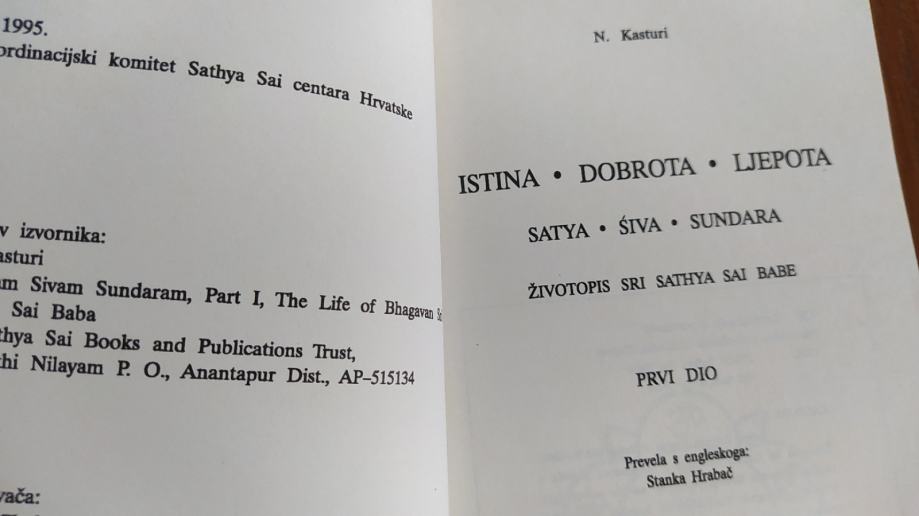 1995.
ordinacijski komitet Sathya Sai centara Hrvatske
v izvornika:
asturi
m Sivam Sundaram, Part I, The Life of Bhagavan
Sai Baba
thya Sai Books and Publications Trust,
hi Nilayam P. O., Anantapur Dist., AP–515134
vača:
N. Kasturi
ISTINA • DOBROTA • LJEPOTA
SATYA • ŚIVA • SUNDARA
ŽIVOTOPIS SRI SATHYA SAI BABE
PRVI DIO
Prevela s engleskoga:
Stanka Hrabač